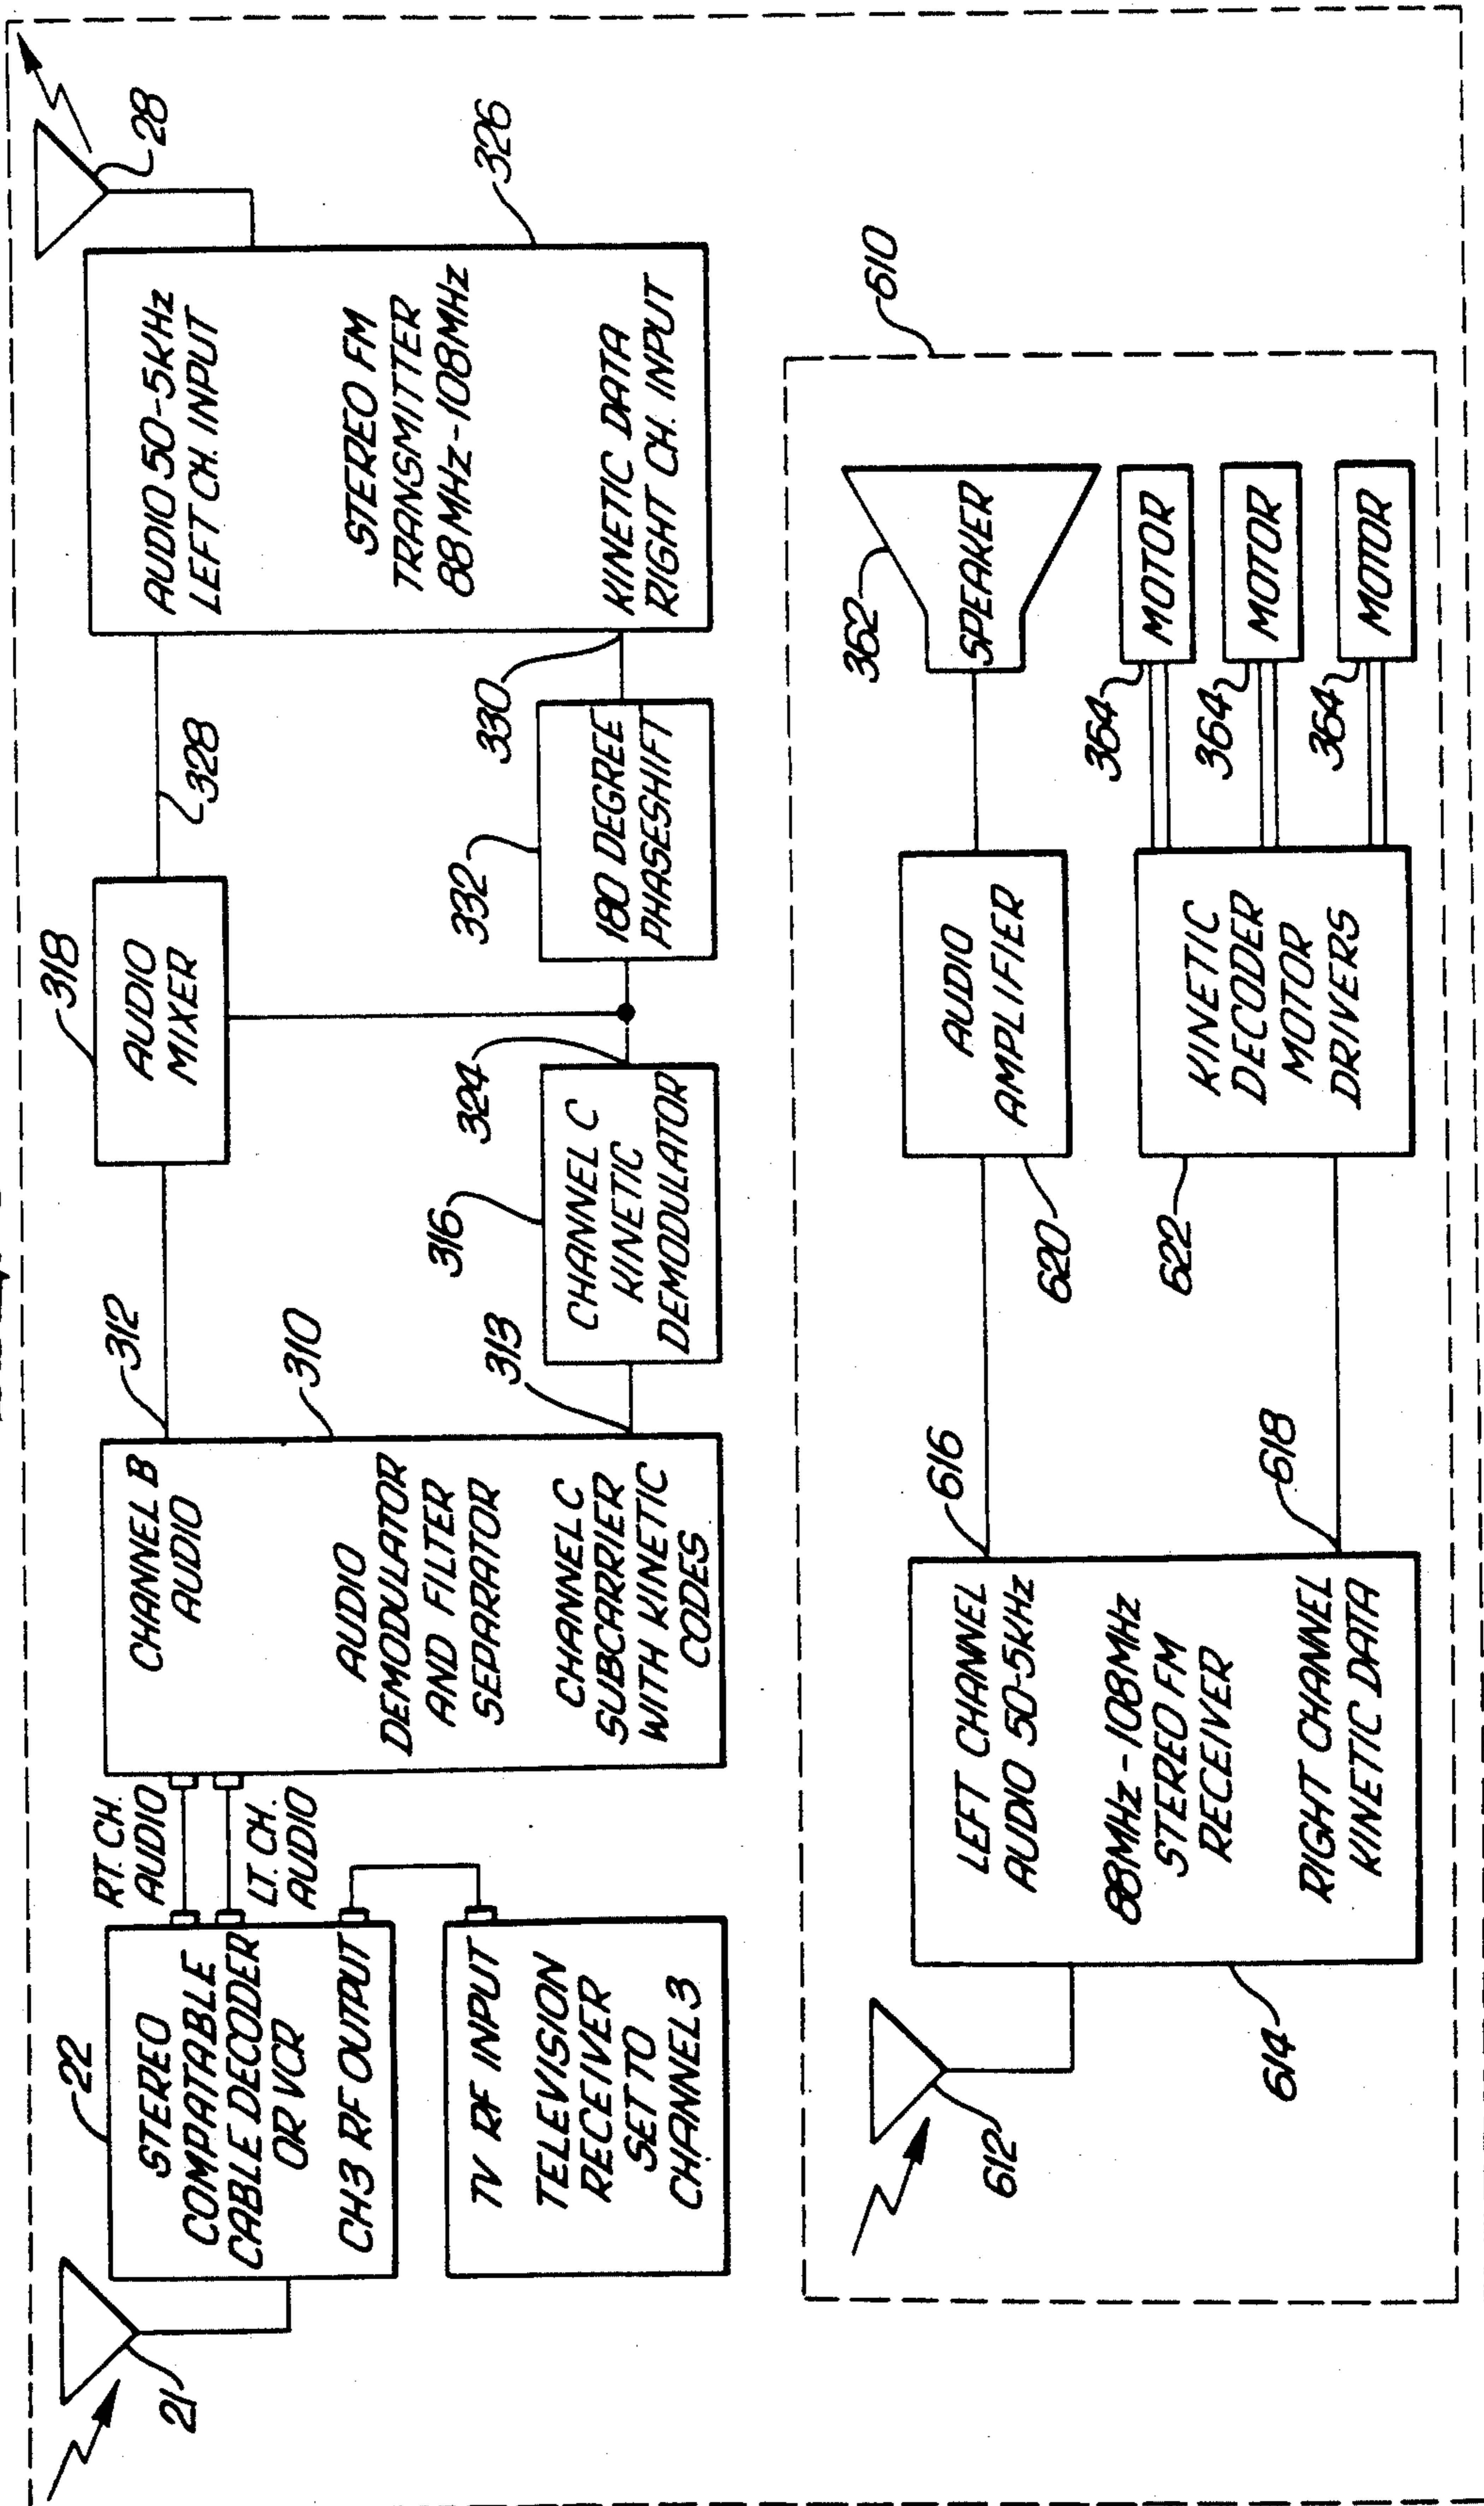 21
22
STEREO
COMPATABLE
CABLE DECODER
OR VCR
CH3 RF OUTPUT
TV RF INPUT
TELEVISION
RECEIVER
SET TO
CHANNEL 3
RT. CH.
AUDIO
LT. CH.
AUDIO
CHANNEL B
AUDIO
AUDIO
DEMODULATOR
AND FILTER
SEPARATOR
CHANNEL C
SUBCARRIER
WITH KINETIC
CODES
310
312
313
316
CHANNEL C
KINETIC
DEMODULATOR
324
318
AUDIO
MIXER
328
332
180 DEGREE
PHASESHIFT
330
AUDIO 50-5KHz
LEFT CH. INPUT
STEREO FM
TRANSMITTER
88MHz-108MHz
KINETIC DATA
RIGHT CH. INPUT
326
28
610
612
614
LEFT CHANNEL
AUDIO 50-5KHz
88MHz-108MHz
STEREO FM
RECEIVER
RIGHT CHANNEL
KINETIC DATA
616
618
620
AUDIO
AMPLIFIER
622
KINETIC
DECODER
MOTOR
DRIVERS
362
SPEAKER
364
MOTOR
364
MOTOR
364
MOTOR